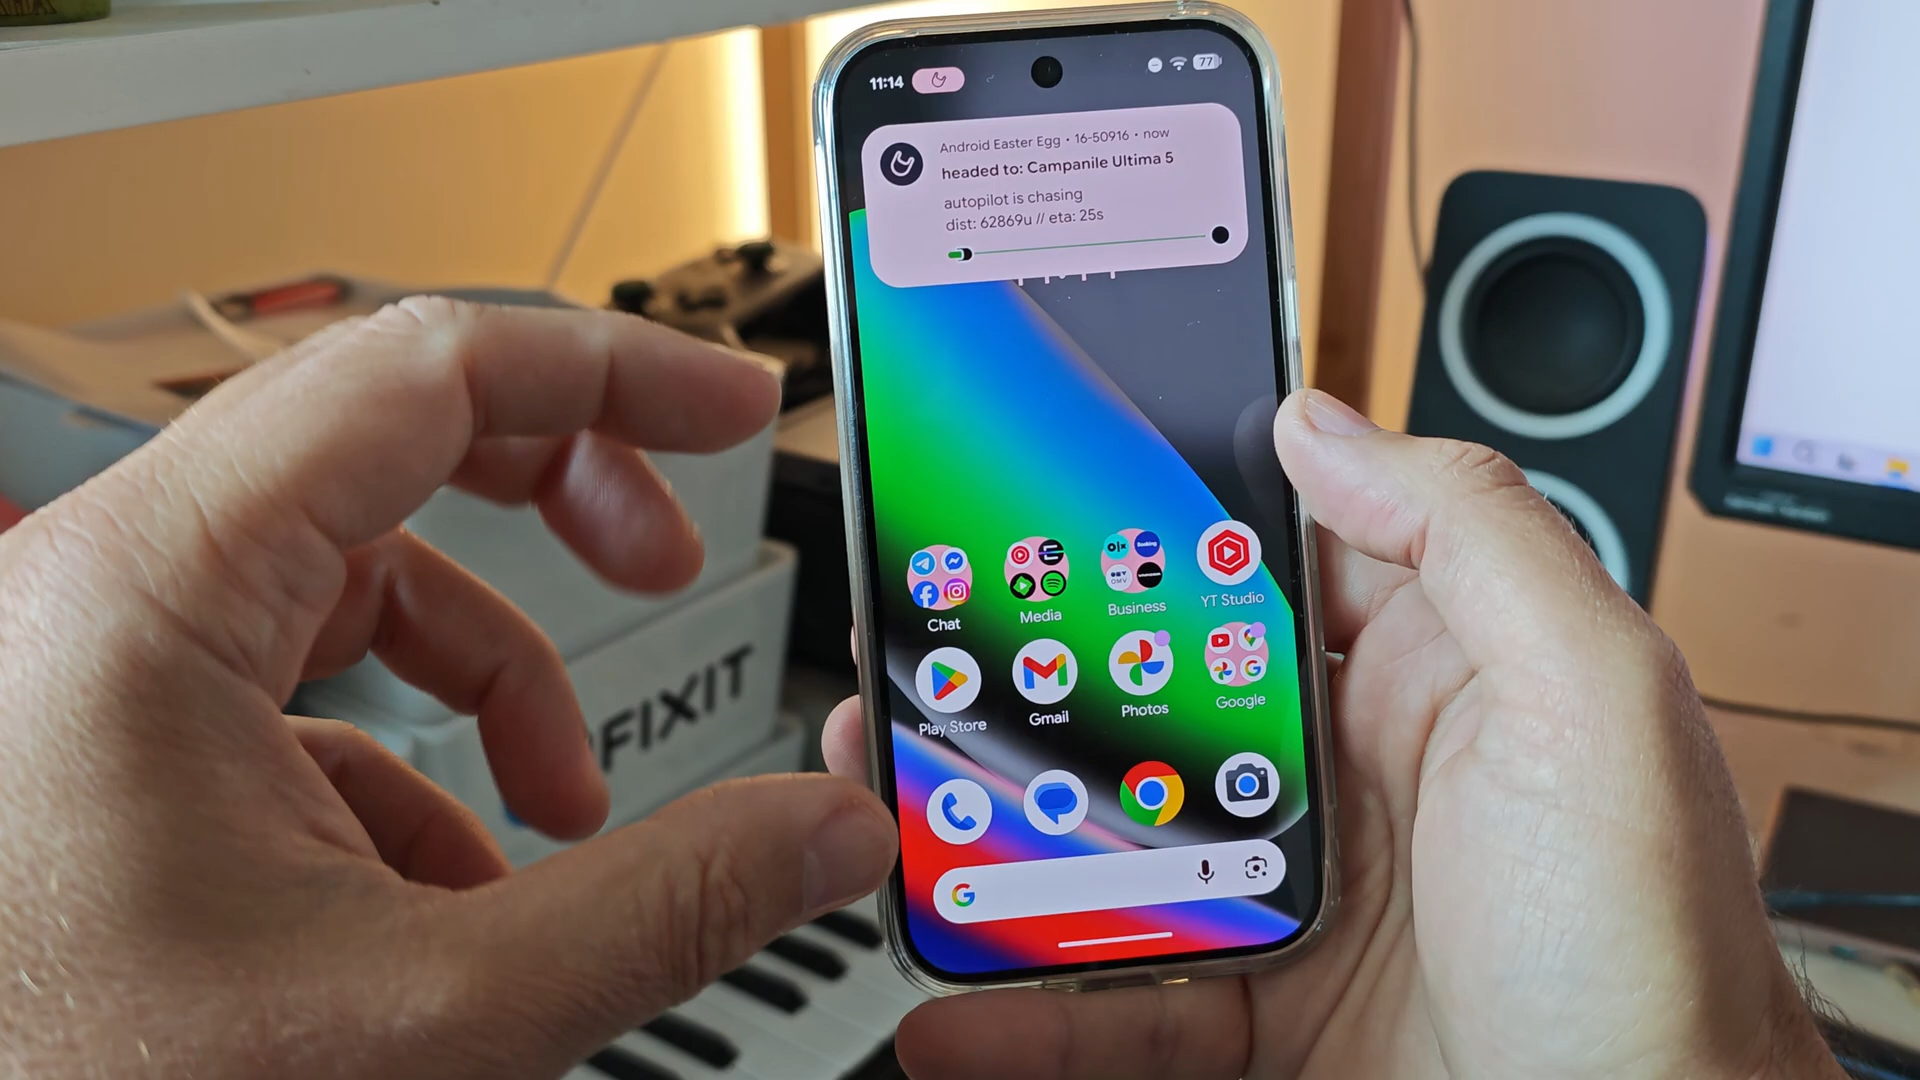 11:14
77
Android Easter Egg • 16-50916 • now
headed to: Campanile Ultima 5
autopilot is chasing
dist: 62869u // eta: 25s
Chat
Media
Business
YT Studio
Play Store
Gmail
Photos
Google
FIXIT